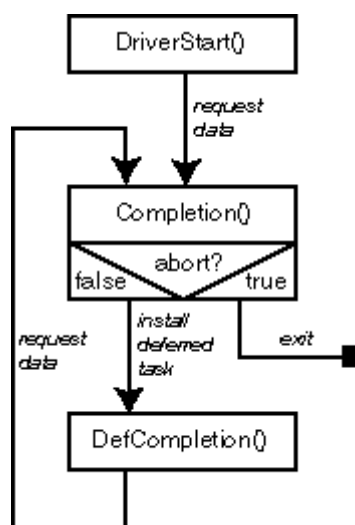 DriverStart()
request
data
Completion()
abort?
false
true
request
data
install
deferred
task
exit
DefCompletion()